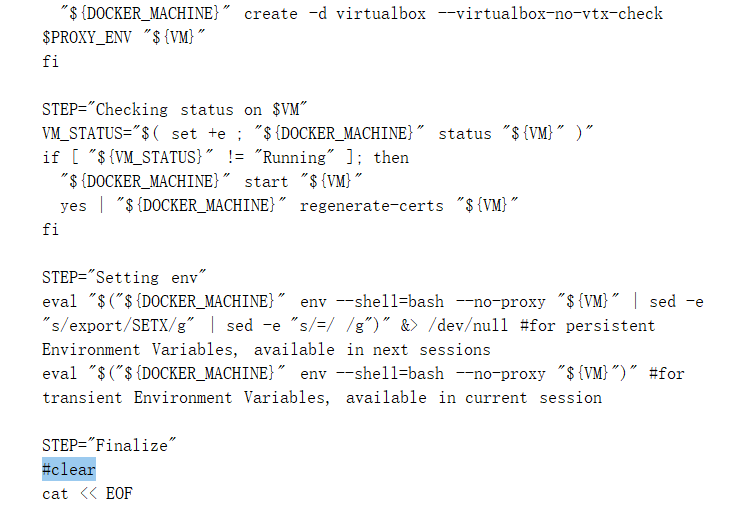 "${DOCKER_MACHINE}" create -d virtualbox --virtualbox-no-vtx-check
$PROXY_ENV "${VM}"
fi

STEP="Checking status on $VM"
VM_STATUS="$( set +e ; "${DOCKER_MACHINE}" status "${VM}" )"
if [ "${VM_STATUS}" != "Running" ]; then
  "${DOCKER_MACHINE}" start "${VM}"
  yes | "${DOCKER_MACHINE}" regenerate-certs "${VM}"
fi

STEP="Setting env"
eval "$("${DOCKER_MACHINE}" env --shell=bash --no-proxy "${VM}" | sed -e
"s/export/SETX/g" | sed -e "s/=/ /g")" &> /dev/null #for persistent
Environment Variables, available in next sessions
eval "$("${DOCKER_MACHINE}" env --shell=bash --no-proxy "${VM}")" #for
transient Environment Variables, available in current session

STEP="Finalize"
#clear
cat << EOF